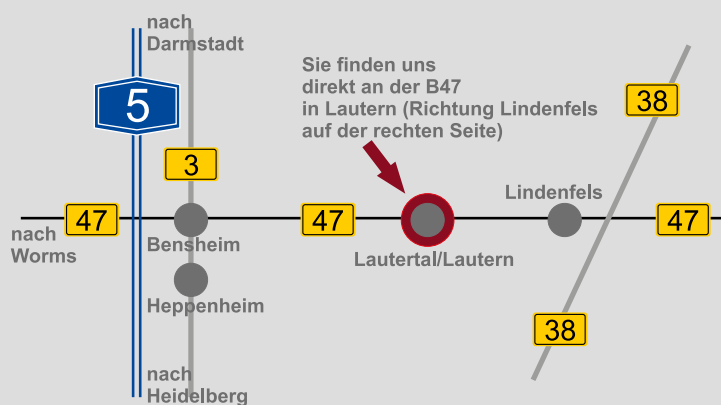 nach
Darmstadt
Sie finden uns
direkt an der B47
in Lautern (Richtung Lindenfels
auf der rechten Seite)
5
38
3
Lindenfels
47
47
47
nach
Worms
Bensheim
Lautertal/Lautern
Heppenheim
38
nach
Heidelberg